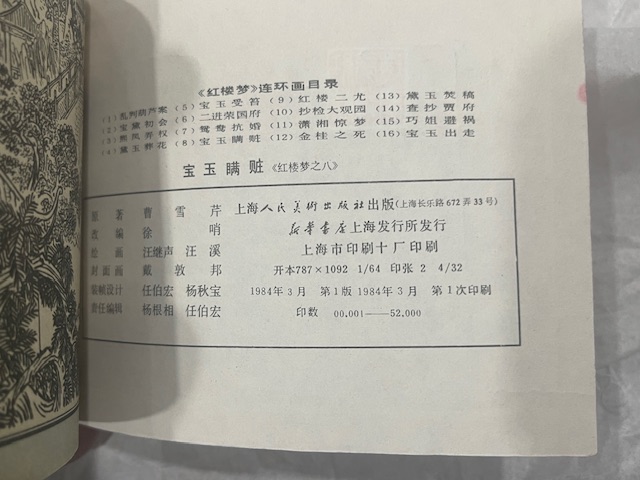 《红楼梦》连环画目录
(1)乱判葫芦案 (5)宝玉受笞 (9)红楼二尤 (13)黛玉焚稿
(2)宝黛初会 (6)二进荣国府 (10)抄检大观园 (14)查抄贾府
(3)熙凤弄权 (7)鸳鸯抗婚 (11)潇湘惊梦 (15)巧姐避祸
(4)黛玉葬花 (8)宝玉瞒赃 (12)金桂之死 (16)宝玉出走
宝玉瞒赃《红楼梦之八》
原著 曹雪芹
改编 徐哨
绘画 汪继声 汪溪
封面画 戴敦邦
装帧设计 任伯宏 杨秋宝
责任编辑 杨根相 任伯宏
上海人民美術出版社出版(上海长乐路672弄33号)
新華書店上海发行所发行
上海市印刷十厂印刷
开本787×1092 1/64 印张2 4/32
1984年3月 第1版 1984年3月 第1次印刷
印数 00,001—52,000